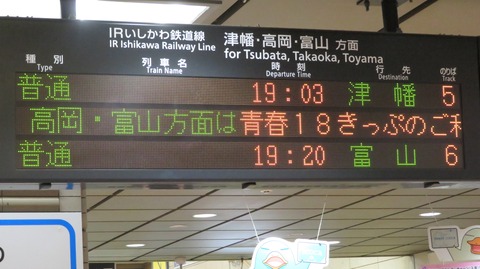 IRいしかわ鉄道線 津幡・高岡・富山 方面
IR Ishikawa Railway Line for Tsubata, Takaoka, Toyama
種別 列車名 時刻 行先 のりば
Type Train Name Departure Time Destination Track
普通 19:03 津幡 5
高岡・富山方面は青春18きっぷのご利
普通 19:20 富山 6